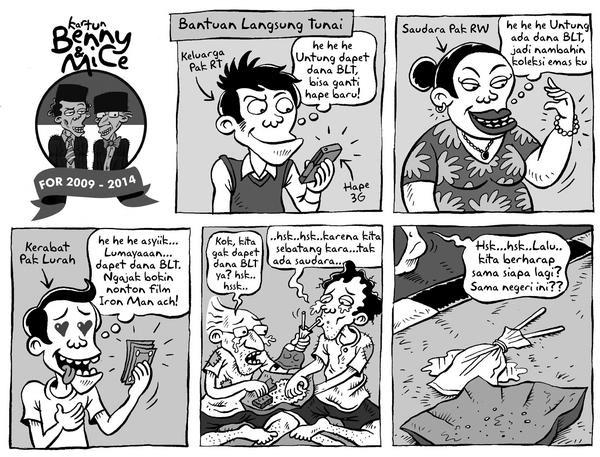 kartun
Benny
& Mice
FOR 2009 - 2014
Bantuan Langsung Tunai
Keluarga
Pak RT
he he he
Untung dapet
dana BLT,
bisa ganti
hape baru!
Hape
3G
Saudara Pak RW
he he he Untung
ada dana BLT,
jadi nambahin
koleksi emas ku
Kerabat
Pak Lurah
he he he asyiik...
Lumayaaan...
dapet dana BLT.
Ngajak bokin
nonton film
Iron Man ach!
Kok, kita
gak dapet
dana BLT
ya? hsk..
hssk..
..hsk..hsk..karena kita
sebatang kara...tak
ada saudara...
Hsk...hsk..Lalu..
kita berharap
sama siapa lagi?
Sama negeri ini??